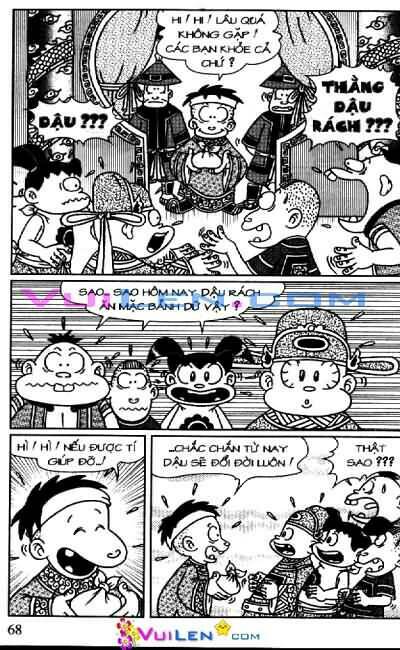 HI! HI! LÂU QUÁ
KHÔNG GẶP!
CÁC BẠN KHỎE CẢ
CHỨ?
DẬU ???
THẰNG
DẬU
RÁCH ???
SAO.. SAO HÔM NAY DẬU RÁCH
ĂN MẶC BẢNH DỮ VẬY?
VUILEN.COM
HÌ! HÌ! NẾU ĐƯỢC TÍ
GIÚP ĐỠ..!
..CHẮC CHẮN TỪ NAY
DẬU SẼ ĐỔI ĐỜI LUÔN!
THẬT
SAO ???
68
VUILEN.COM